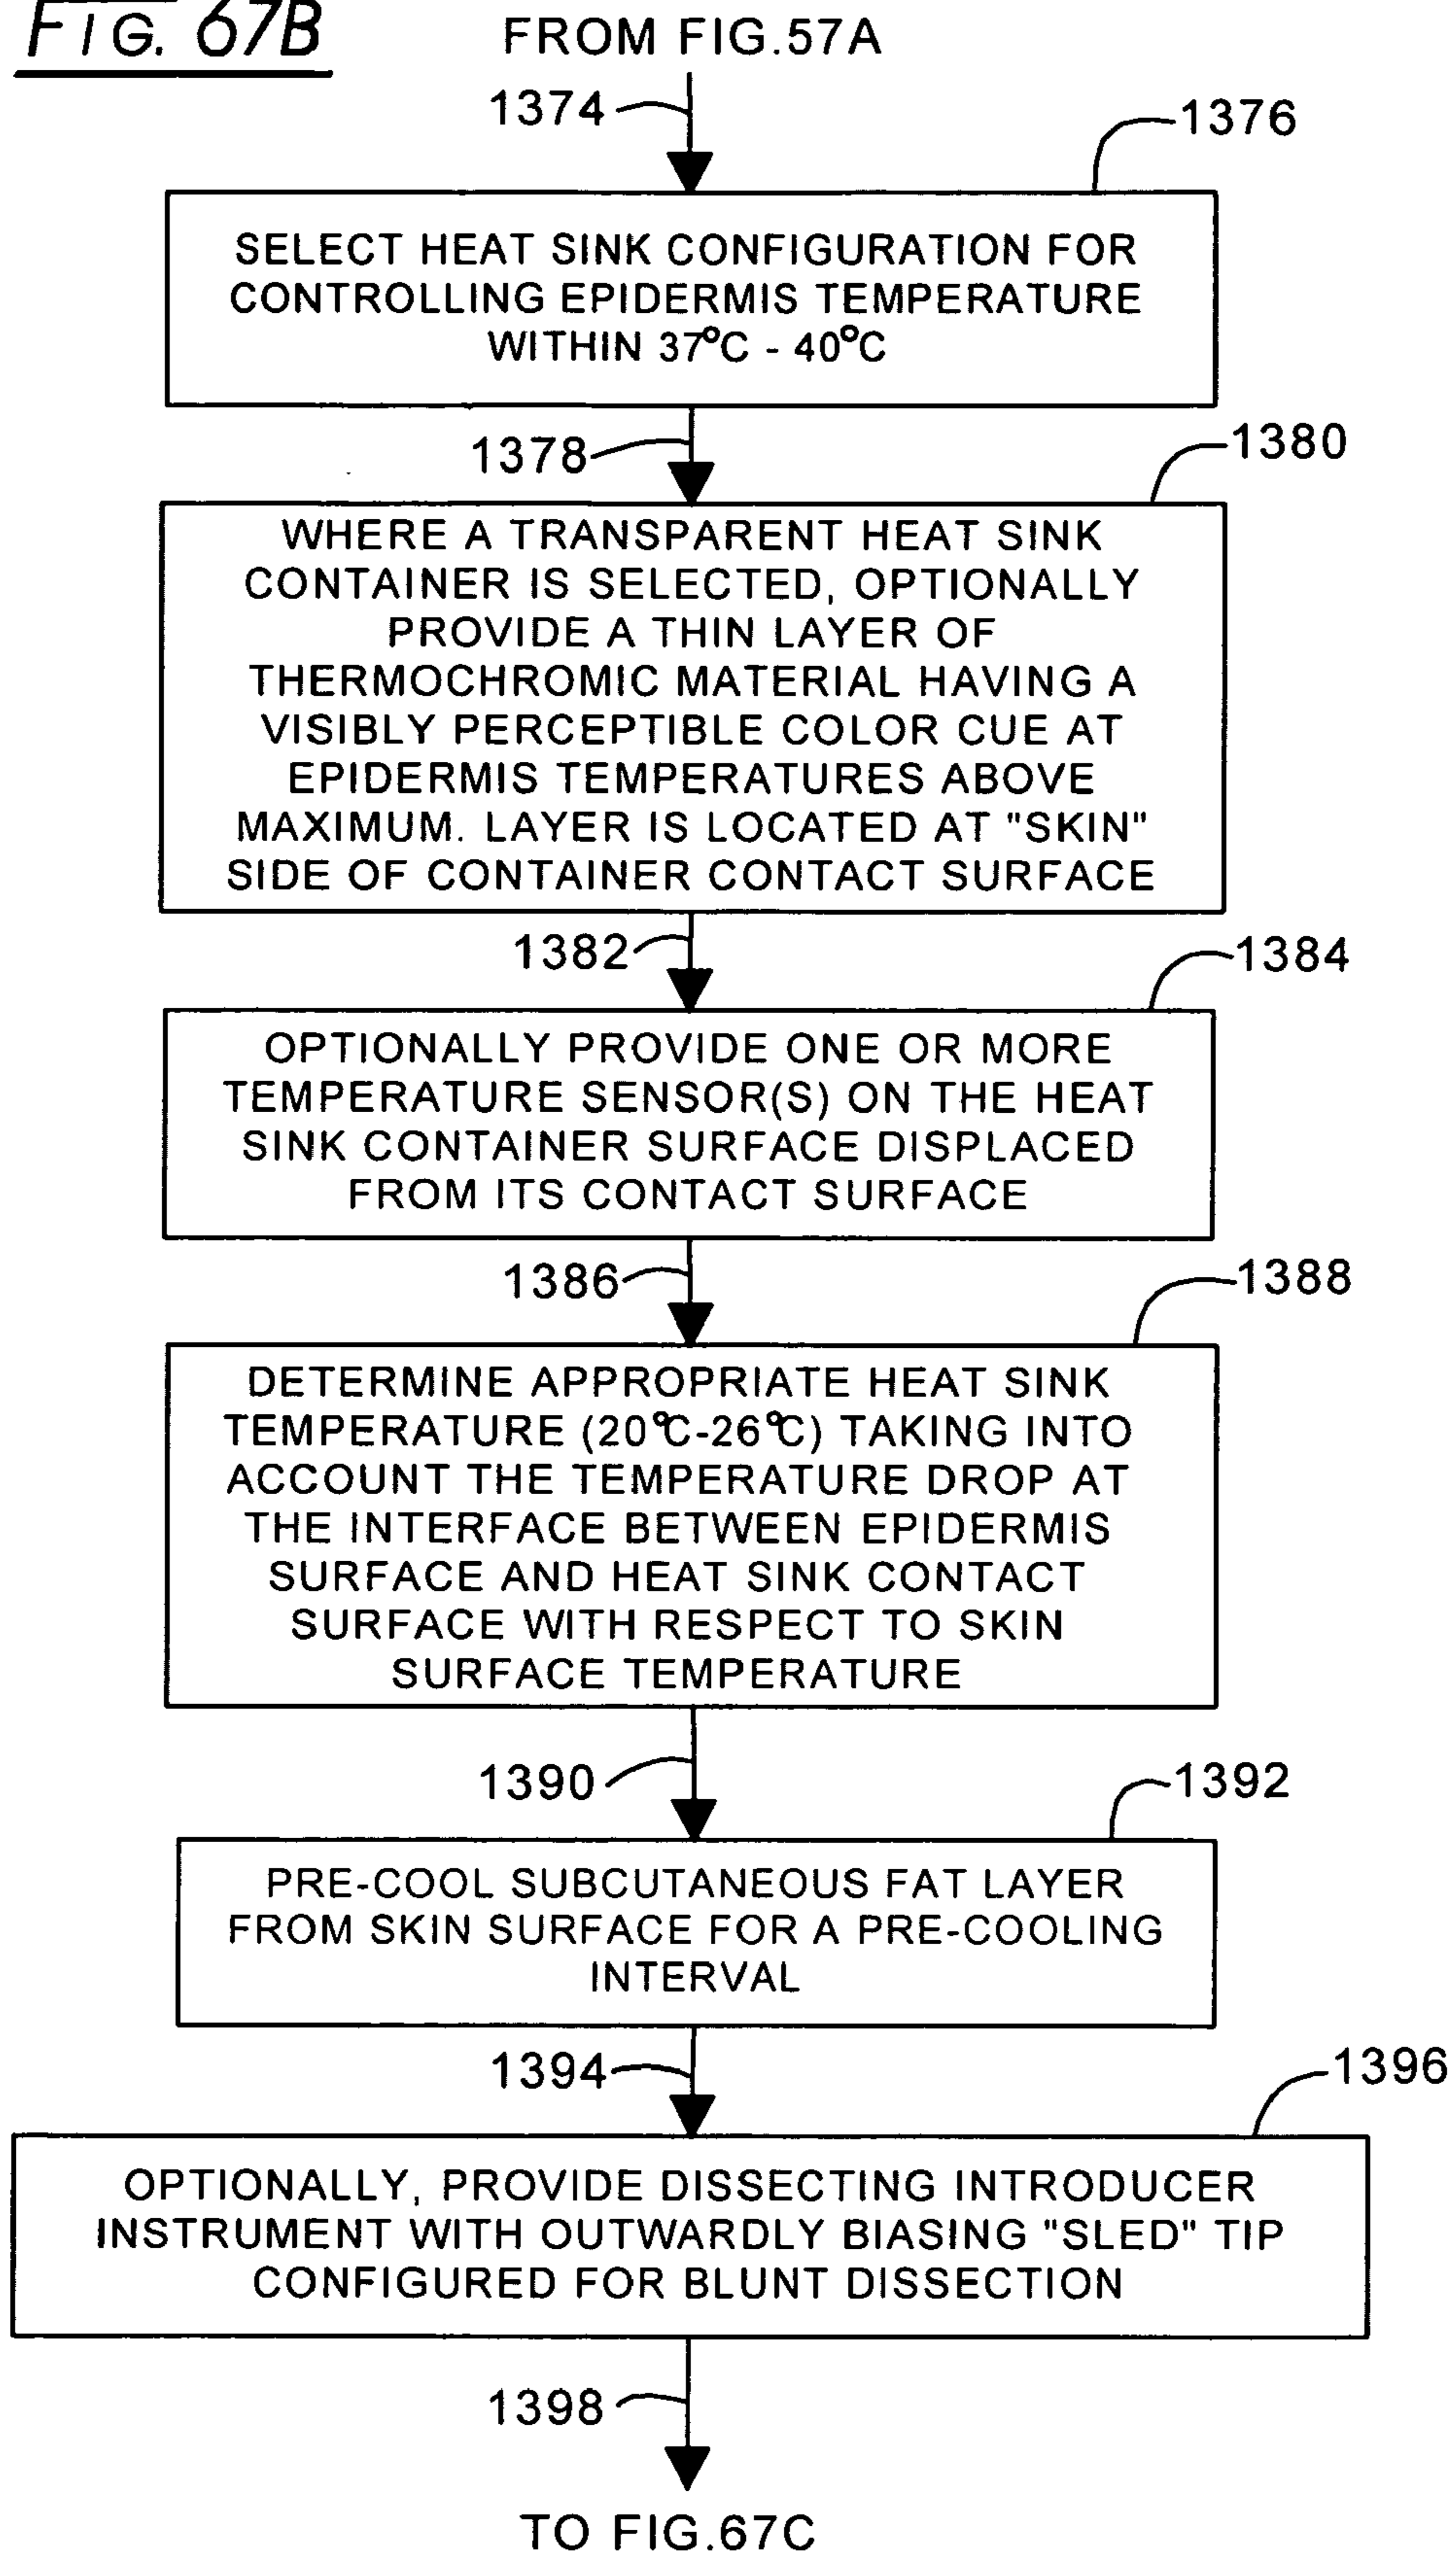 FIG. 67B
FROM FIG.57A
1374
1376
SELECT HEAT SINK CONFIGURATION FOR
CONTROLLING EPIDERMIS TEMPERATURE
WITHIN 37°C - 40°C
1378
1380
WHERE A TRANSPARENT HEAT SINK
CONTAINER IS SELECTED, OPTIONALLY
PROVIDE A THIN LAYER OF
THERMOCHROMIC MATERIAL HAVING A
VISIBLY PERCEPTIBLE COLOR CUE AT
EPIDERMIS TEMPERATURES ABOVE
MAXIMUM. LAYER IS LOCATED AT "SKIN"
SIDE OF CONTAINER CONTACT SURFACE
1382
1384
OPTIONALLY PROVIDE ONE OR MORE
TEMPERATURE SENSOR(S) ON THE HEAT
SINK CONTAINER SURFACE DISPLACED
FROM ITS CONTACT SURFACE
1386
1388
DETERMINE APPROPRIATE HEAT SINK
TEMPERATURE (20°C-26°C) TAKING INTO
ACCOUNT THE TEMPERATURE DROP AT
THE INTERFACE BETWEEN EPIDERMIS
SURFACE AND HEAT SINK CONTACT
SURFACE WITH RESPECT TO SKIN
SURFACE TEMPERATURE
1390
1392
PRE-COOL SUBCUTANEOUS FAT LAYER
FROM SKIN SURFACE FOR A PRE-COOLING
INTERVAL
1394
1396
OPTIONALLY, PROVIDE DISSECTING INTRODUCER
INSTRUMENT WITH OUTWARDLY BIASING "SLED" TIP
CONFIGURED FOR BLUNT DISSECTION
1398
TO FIG.67C